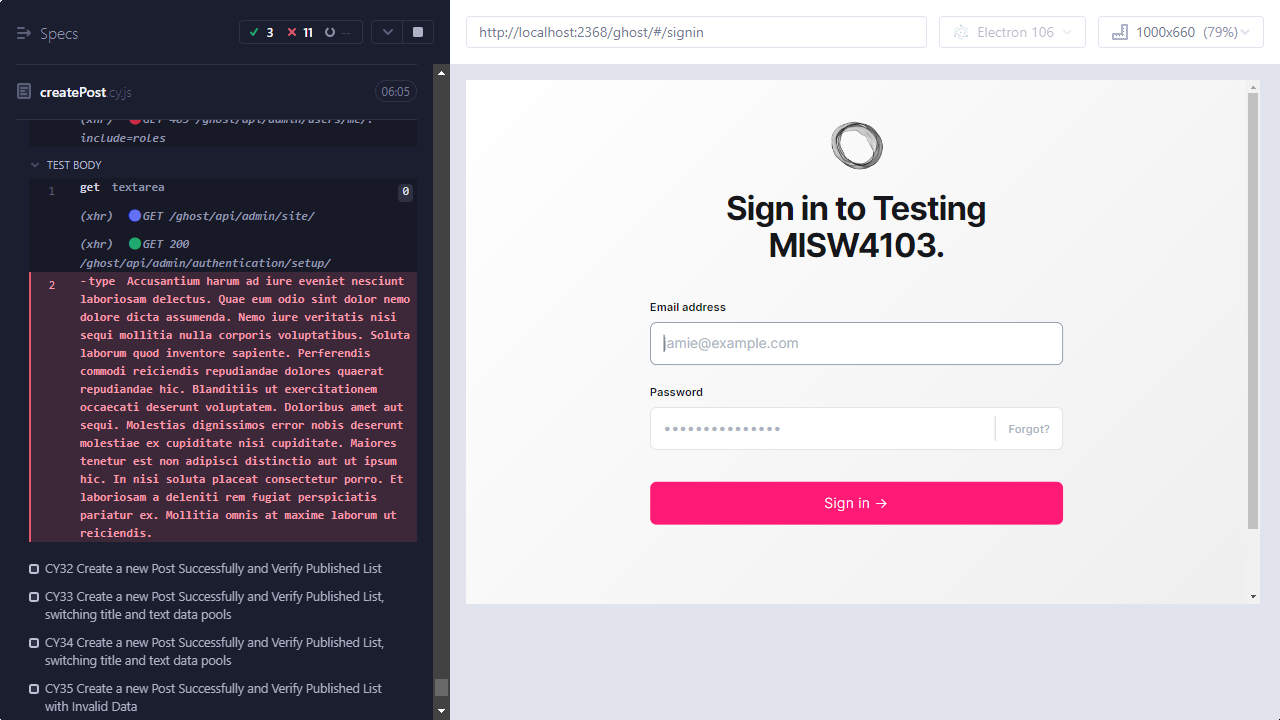 Specs
3
11
--
http://localhost:2368/ghost/#/signin
Electron 106
1000x660 (79%)
createPost.cy.js
06:05
(xhr) GET 403 /ghost/api/admin/users/me/?
include=roles
TEST BODY
1 get textarea 0
(xhr) GET /ghost/api/admin/site/
(xhr) GET 200
/ghost/api/admin/authentication/setup/
2 -type Accusantium harum ad iure eveniet nesciunt
laboriosam delectus. Quae eum odio sint dolor nemo
dolore dicta assumenda. Nemo iure veritatis nisi
sequi mollitia nulla corporis voluptatibus. Soluta
laborum quod inventore sapiente. Perferendis
commodi reiciendis repudiandae dolores quaerat
repudiandae hic. Blanditiis ut exercitationem
occaecati deserunt voluptatem. Doloribus amet aut
sequi. Molestias dignissimos error nobis deserunt
molestiae ex cupiditate nisi cupiditate. Maiores
tenetur est non adipisci distinctio aut ut ipsum
hic. In nisi soluta placeat consectetur porro. Et
laboriosam a deleniti rem fugiat perspiciatis
pariatur ex. Mollitia omnis at maxime laborum ut
reiciendis.
CY32 Create a new Post Successfully and Verify Published List
CY33 Create a new Post Successfully and Verify Published List,
switching title and text data pools
CY34 Create a new Post Successfully and Verify Published List,
switching title and text data pools
CY35 Create a new Post Successfully and Verify Published List
with Invalid Data
Sign in to Testing
MISW4103.
Email address
jamie@example.com
Password
•••••••••••••••
Forgot?
Sign in →